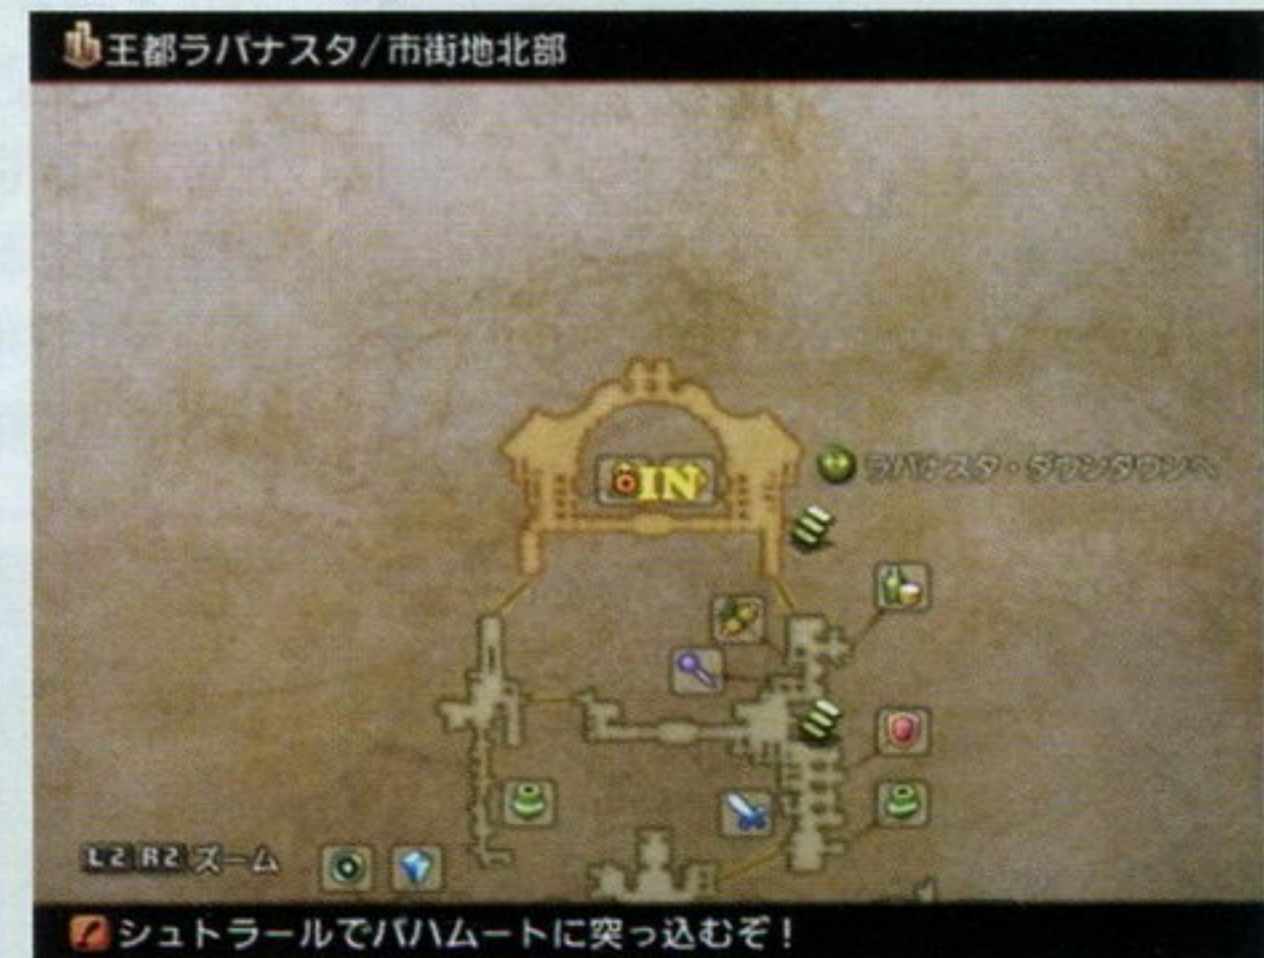 王都ラバナスタ/市街地北部
IN
ラバナスタ・ダウンタウンへ
L2 R2 ズーム
シュトラールでバハムートに突っ込むぞ!